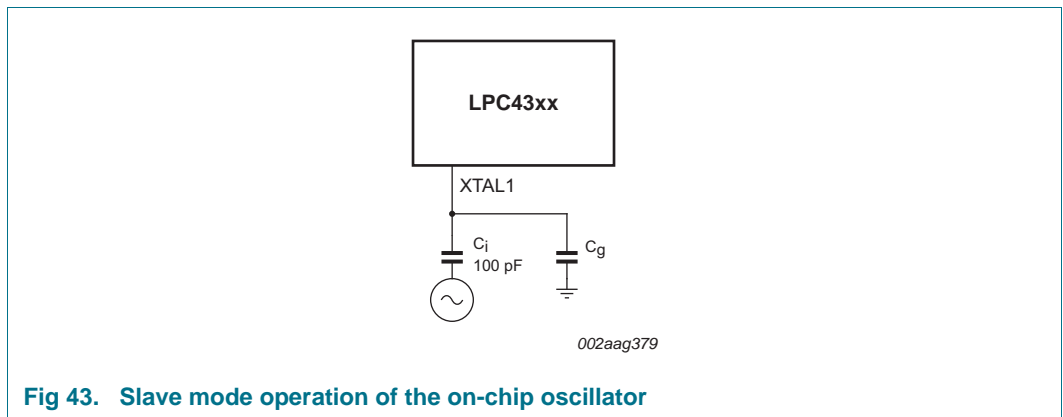 LPC43xx
XTAL1
Ci
100 pF
Cg
002aag379
Fig 43. Slave mode operation of the on-chip oscillator